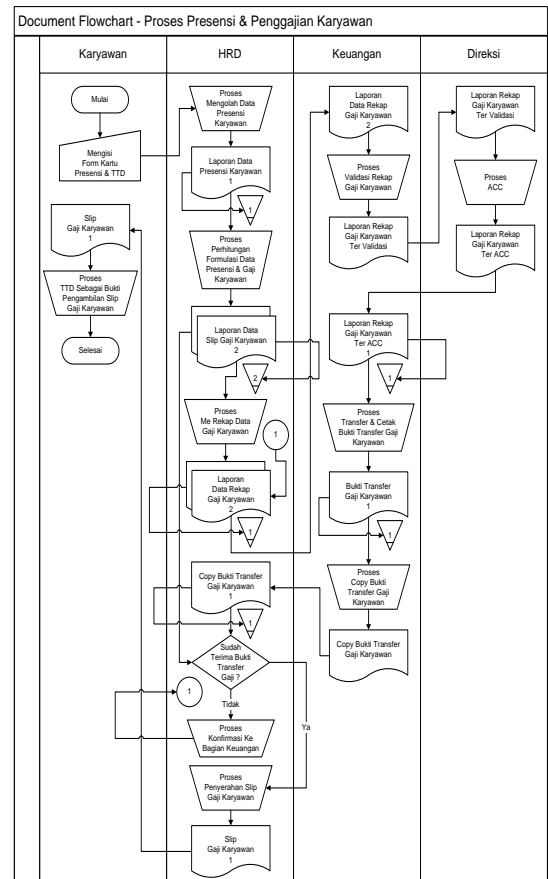 Document Flowchart - Proses Presensi & Penggajian Karyawan
Karyawan
HRD
Keuangan
Direksi
Mulai
Mengisi
Form Kartu
Presensi & TTD
Slip
Gaji Karyawan
1
Proses
TTD Sebagai Bukti
Pengambilan Slip
Gaji Karyawan
Selesai
Proses
Mengolah Data
Presensi
Karyawan
Laporan Data
Presensi Karyawan
1
1
Proses
Perhitungan
Formulasi Data
Presensi & Gaji
Karyawan
Laporan Data
Slip Gaji Karyawan
2
2
Proses
Me Rekap Data
Gaji Karyawan
1
Laporan
Data Rekap
Gaji Karyawan
2
1
Copy Bukti Transfer
Gaji Karyawan
1
1
Sudah
Terima Bukti
Transfer
Gaji ?
Tidak
Ya
1
Proses
Konfirmasi Ke
Bagian Keuangan
Proses
Penyerahan Slip
Gaji Karyawan
Slip
Gaji Karyawan
1
Laporan
Data Rekap
Gaji Karyawan
2
Proses
Validasi Rekap
Gaji Karyawan
Laporan Rekap
Gaji Karyawan
Ter Validasi
Laporan Rekap
Gaji Karyawan
Ter ACC
1
1
Proses
Transfer & Cetak
Bukti Transfer Gaji
Karyawan
Bukti Transfer
Gaji Karyawan
1
1
Proses
Copy Bukti
Transfer Gaji
Karyawan
Copy Bukti Transfer
Gaji Karyawan
Laporan Rekap
Gaji Karyawan
Ter Validasi
Proses
ACC
Laporan Rekap
Gaji Karyawan
Ter ACC